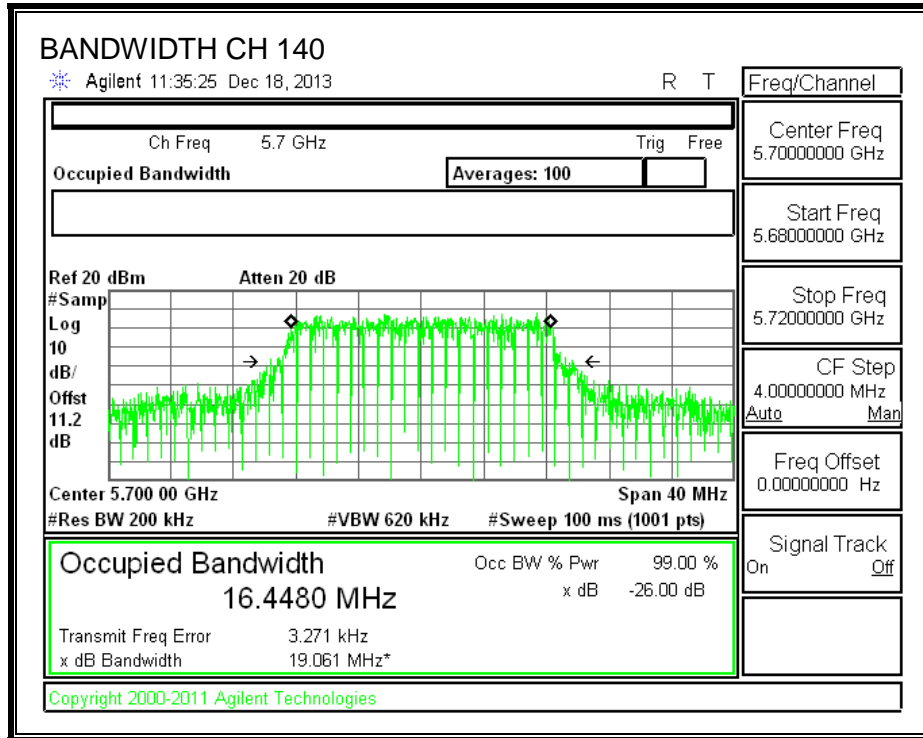 BANDWIDTH CH 140
Agilent 11:35:25 Dec 18, 2013 R T
Ch Freq 5.7 GHz Trig Free
Occupied Bandwidth Averages: 100
Ref 20 dBm Atten 20 dB
#Samp
Log
10
dB/
Offst
11.2
dB
Center 5.700 00 GHz Span 40 MHz
#Res BW 200 kHz #VBW 620 kHz #Sweep 100 ms (1001 pts)
Occupied Bandwidth Occ BW % Pwr 99.00 %
16.4480 MHz x dB -26.00 dB
Transmit Freq Error 3.271 kHz
x dB Bandwidth 19.061 MHz*
Copyright 2000-2011 Agilent Technologies
Freq/Channel
Center Freq
5.70000000 GHz
Start Freq
5.68000000 GHz
Stop Freq
5.72000000 GHz
CF Step
4.00000000 MHz
Auto Man
Freq Offset
0.00000000 Hz
Signal Track
On Off